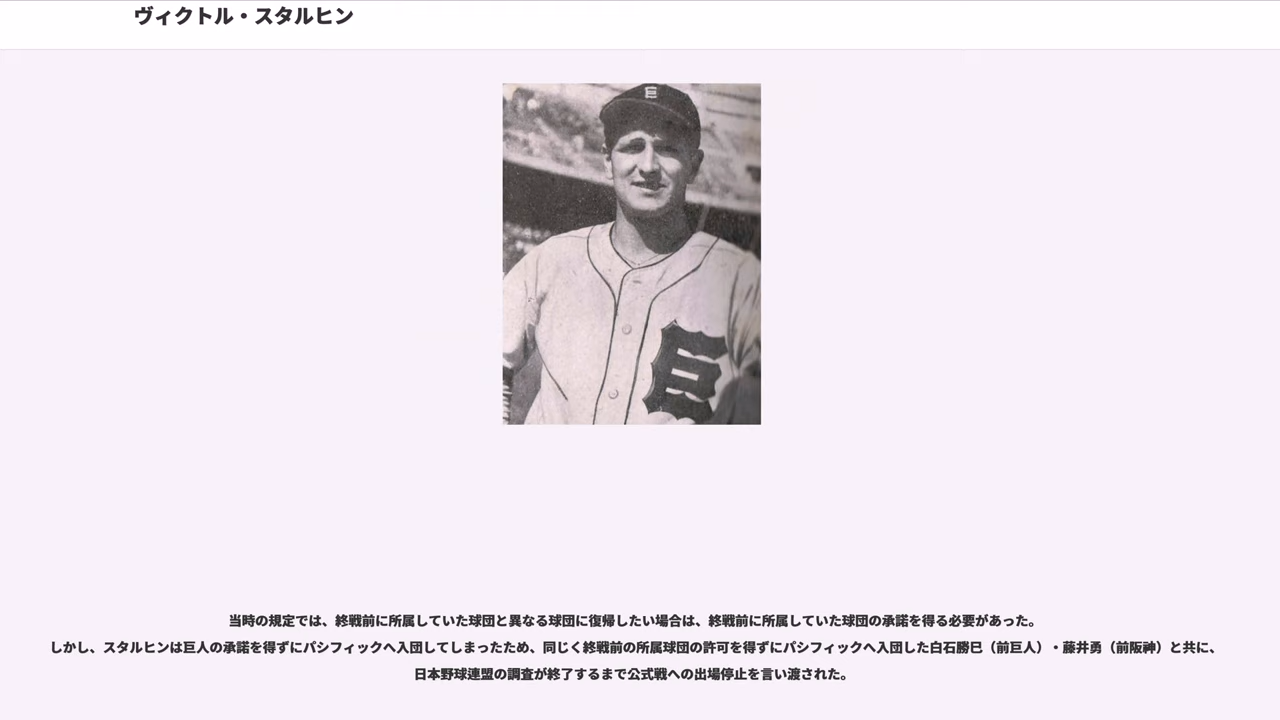 ヴィクトル・スタルヒン
巨
巨
当時の規定では、終戦前に所属していた球団と異なる球団に復帰したい場合は、終戦前に所属していた球団の承諾を得る必要があった。
しかし、スタルヒンは巨人の承諾を得ずにパシフィックへ入団してしまったため、同じく終戦前の所属球団の許可を得ずにパシフィックへ入団した白石勝巳（前巨人）・藤井勇（前阪神）と共に、
日本野球連盟の調査が終了するまで公式戦への出場停止を言い渡された。